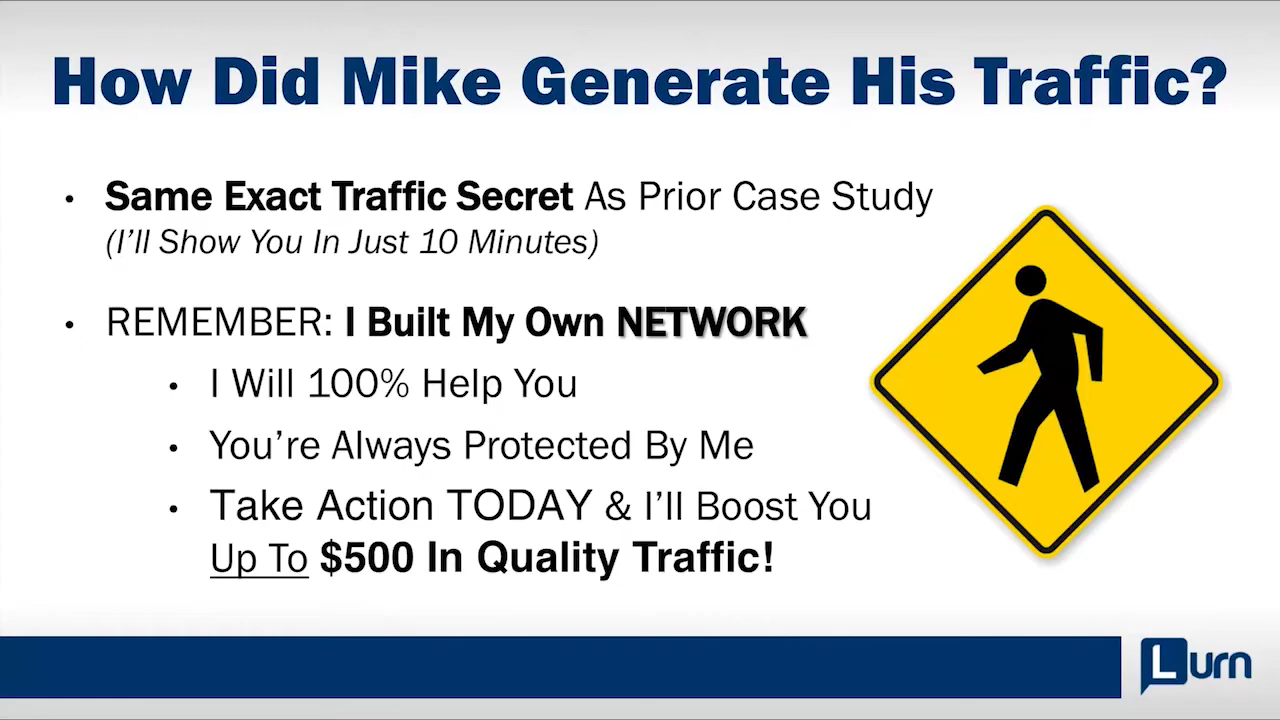 How Did Mike Generate His Traffic?
• Same Exact Traffic Secret As Prior Case Study
(I'll Show You In Just 10 Minutes)
• REMEMBER: I Built My Own NETWORK
• I Will 100% Help You
• You're Always Protected By Me
• Take Action TODAY & I'll Boost You
Up To $500 In Quality Traffic!
Lurn